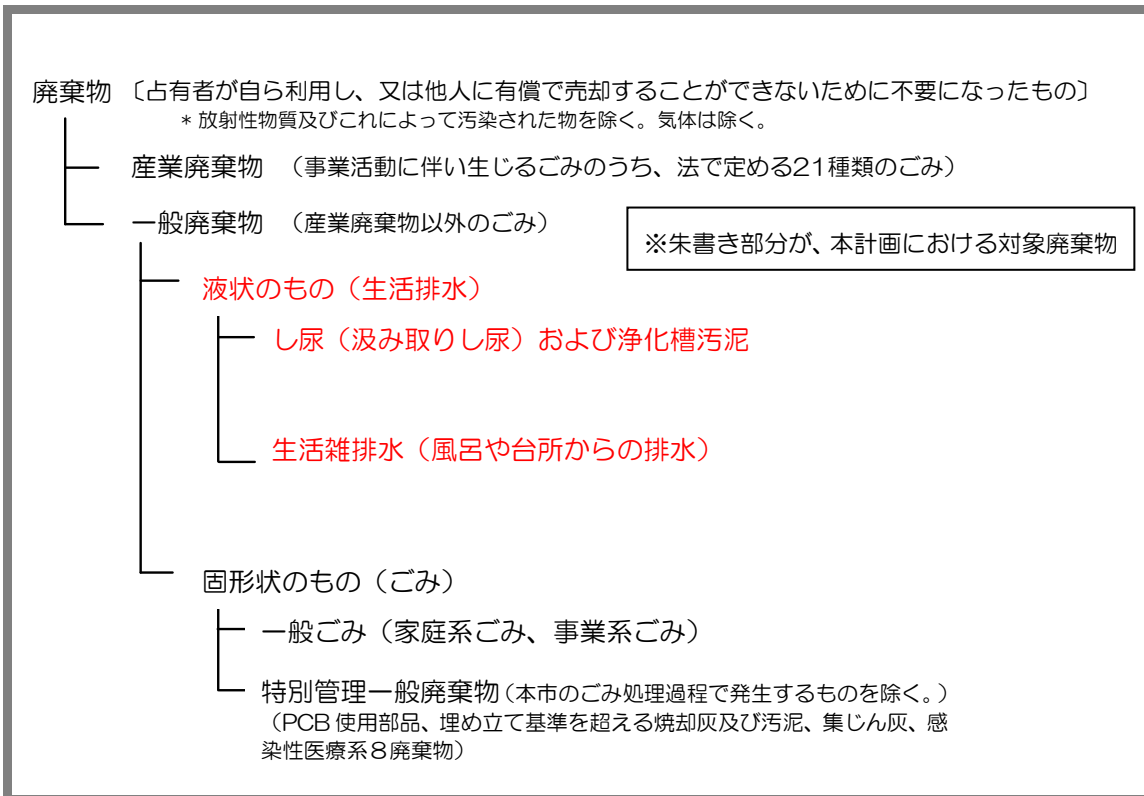 廃棄物 〔占有者が自ら利用し、又は他人に有償で売却することができないために不要になったもの〕
* 放射性物質及びこれによって汚染された物を除く。気体は除く。
産業廃棄物 （事業活動に伴い生じるごみのうち、法で定める21種類のごみ）
一般廃棄物 （産業廃棄物以外のごみ）
※朱書き部分が、本計画における対象廃棄物
液状のもの（生活排水）
し尿（汲み取りし尿）および浄化槽汚泥
生活雑排水（風呂や台所からの排水）
固形状のもの（ごみ）
一般ごみ（家庭系ごみ、事業系ごみ）
特別管理一般廃棄物（本市のごみ処理過程で発生するものを除く。）
（PCB 使用部品、埋め立て基準を超える焼却灰及び汚泥、集じん灰、感
染性医療系８廃棄物）